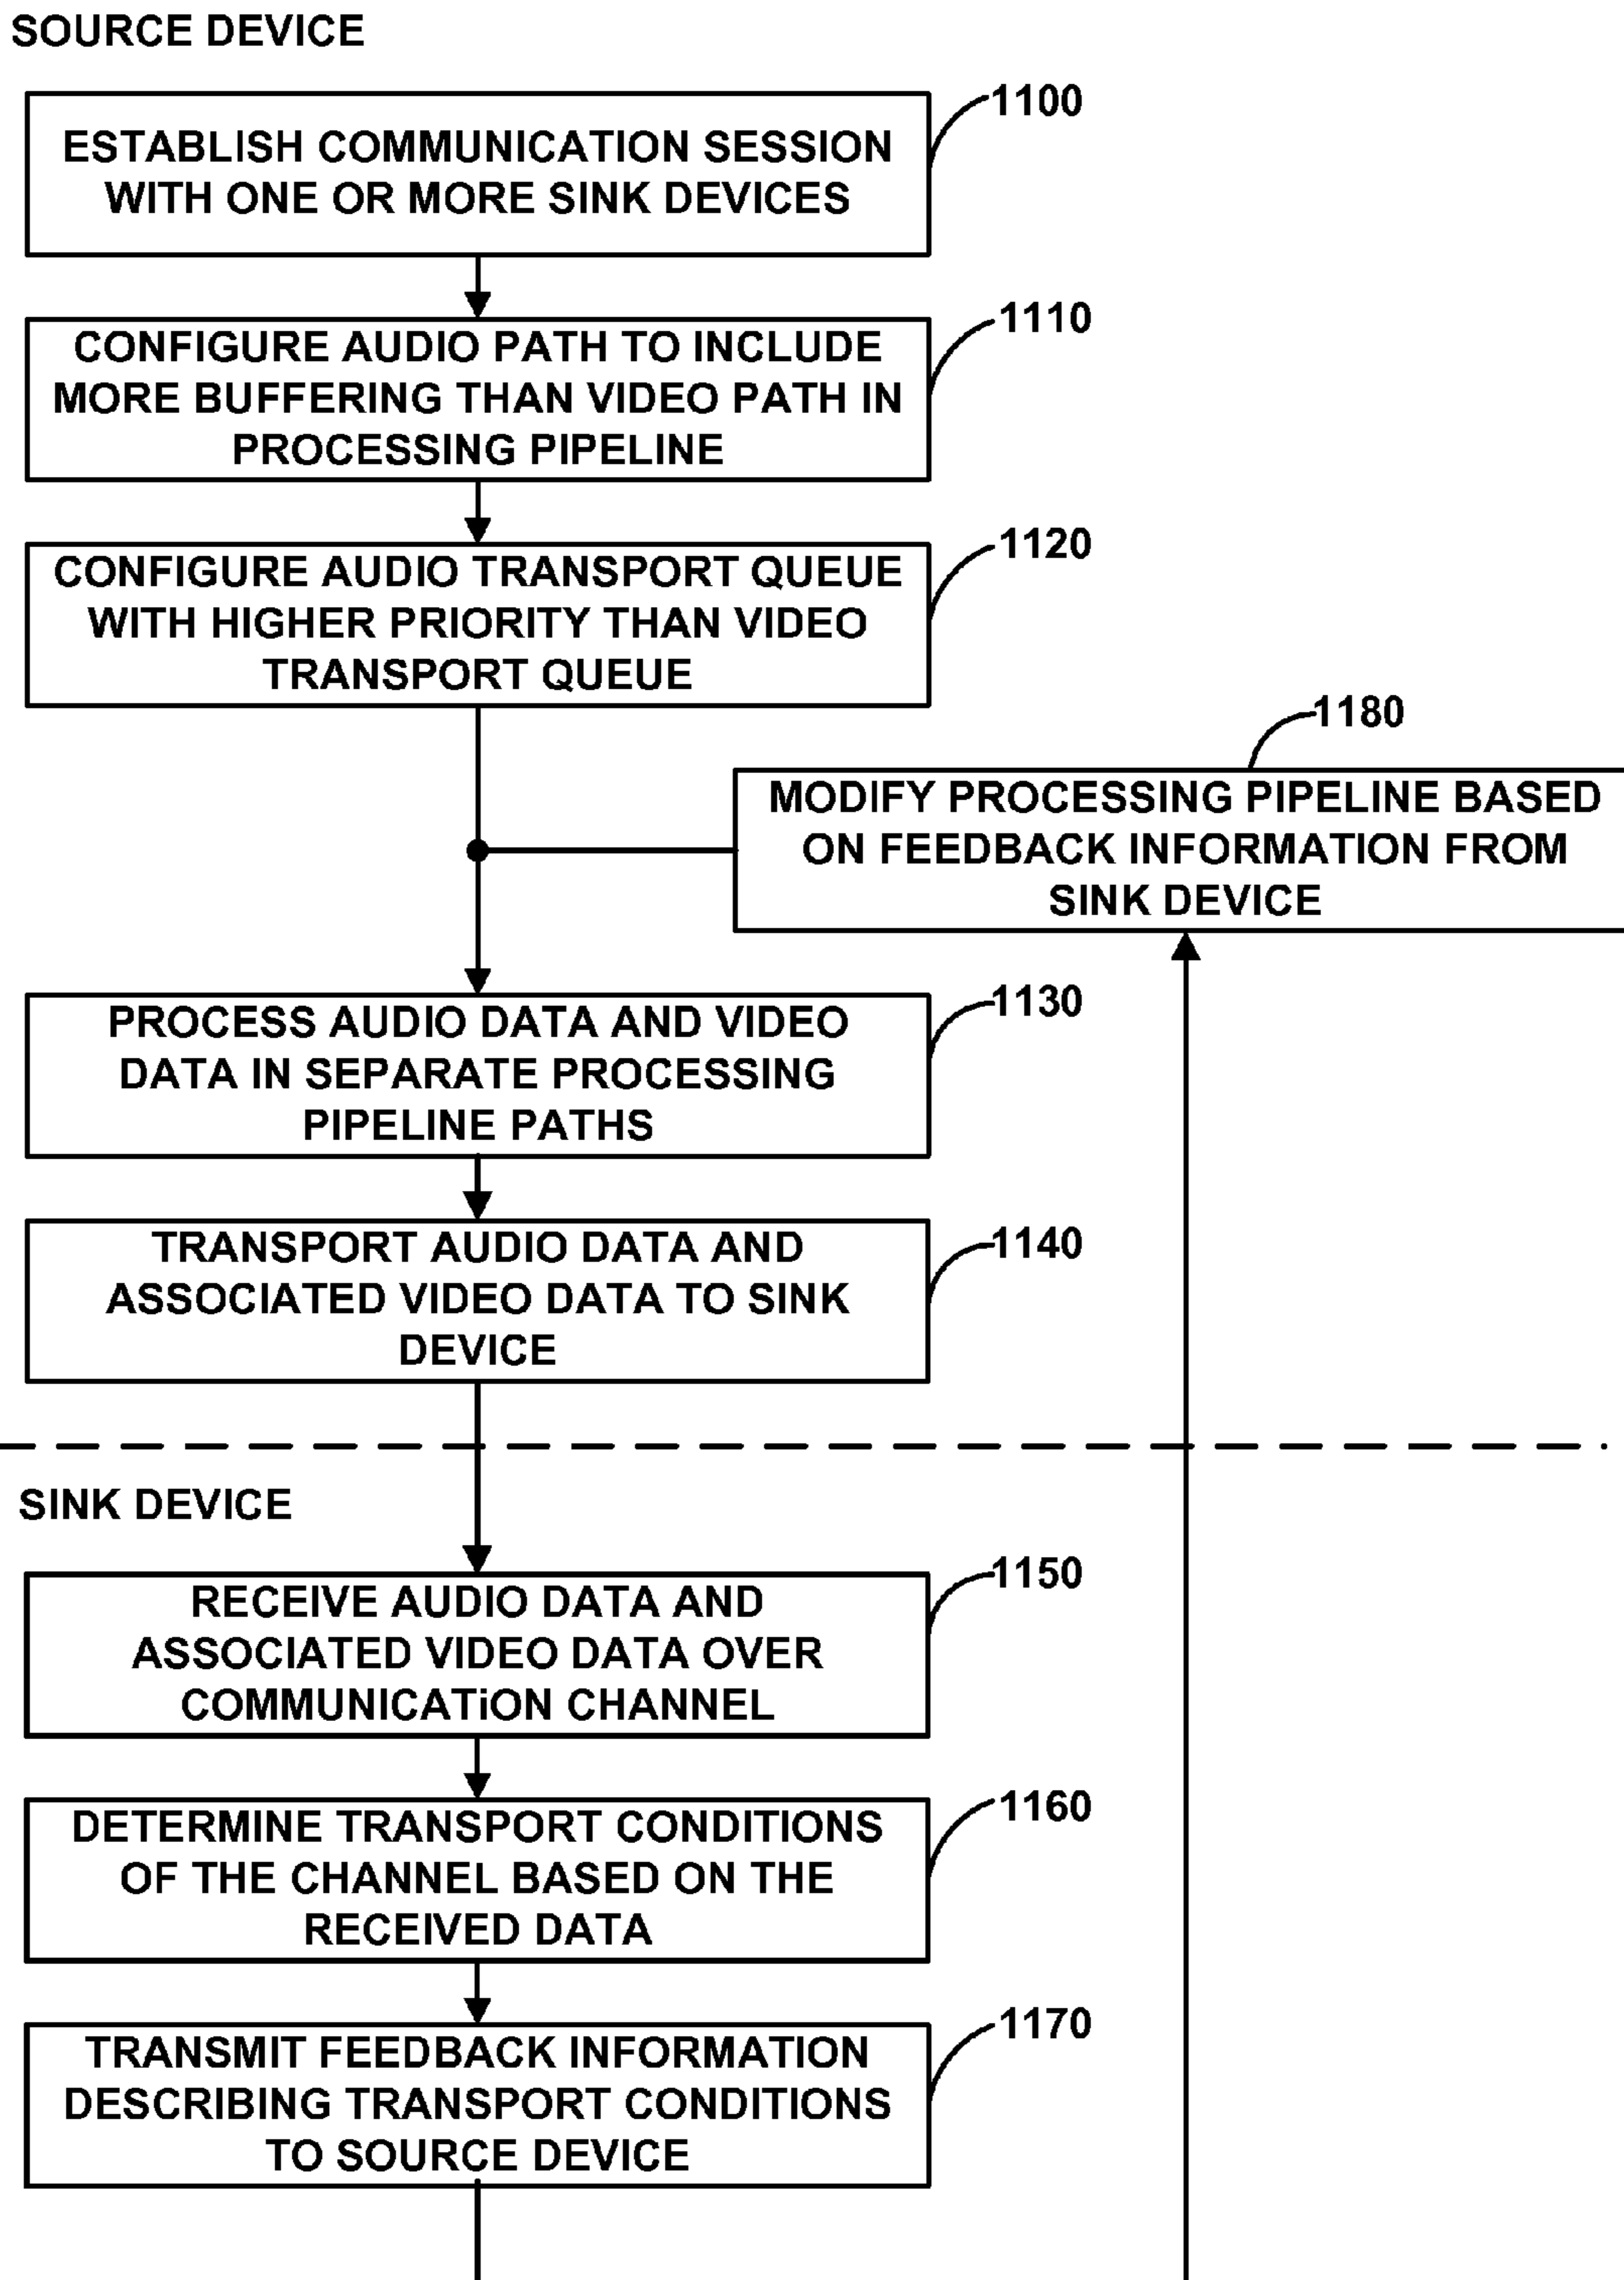 SOURCE DEVICE
1100
ESTABLISH COMMUNICATION SESSION
WITH ONE OR MORE SINK DEVICES
1110
CONFIGURE AUDIO PATH TO INCLUDE
MORE BUFFERING THAN VIDEO PATH IN
PROCESSING PIPELINE
1120
CONFIGURE AUDIO TRANSPORT QUEUE
WITH HIGHER PRIORITY THAN VIDEO
TRANSPORT QUEUE
1180
MODIFY PROCESSING PIPELINE BASED
ON FEEDBACK INFORMATION FROM
SINK DEVICE
1130
PROCESS AUDIO DATA AND VIDEO
DATA IN SEPARATE PROCESSING
PIPELINE PATHS
1140
TRANSPORT AUDIO DATA AND
ASSOCIATED VIDEO DATA TO SINK
DEVICE
SINK DEVICE
1150
RECEIVE AUDIO DATA AND
ASSOCIATED VIDEO DATA OVER
COMMUNICATiON CHANNEL
1160
DETERMINE TRANSPORT CONDITIONS
OF THE CHANNEL BASED ON THE
RECEIVED DATA
1170
TRANSMIT FEEDBACK INFORMATION
DESCRIBING TRANSPORT CONDITIONS
TO SOURCE DEVICE